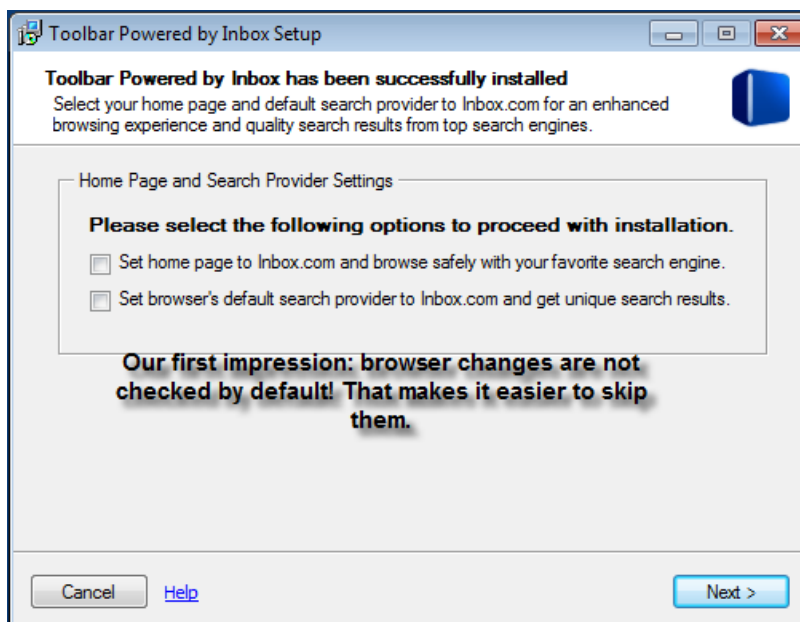 Toolbar Powered by Inbox Setup
Toolbar Powered by Inbox has been successfully installed
Select your home page and default search provider to Inbox.com for an enhanced
browsing experience and quality search results from top search engines.
Home Page and Search Provider Settings
Please select the following options to proceed with installation.
Set home page to Inbox.com and browse safely with your favorite search engine.
Set browser's default search provider to Inbox.com and get unique search results.
Our first impression: browser changes are not
checked by default! That makes it easier to skip
them.
Cancel
Help
Next >